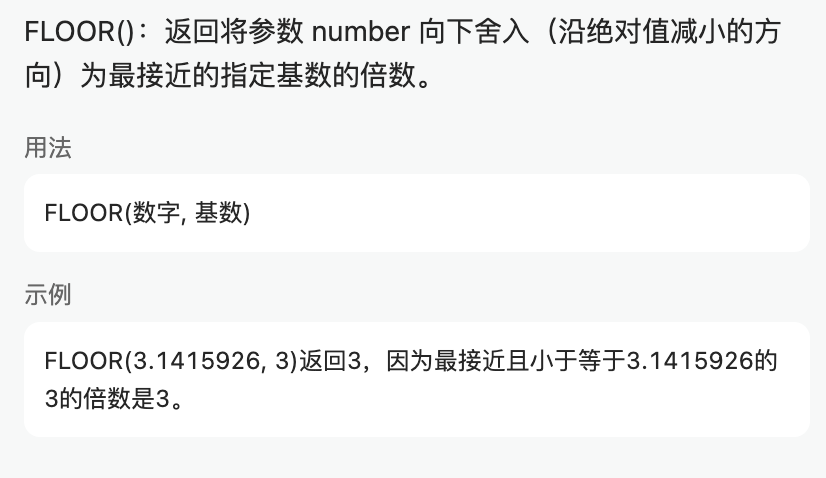 FLOOR()：返回将参数 number 向下舍入（沿绝对值减小的方
向）为最接近的指定基数的倍数。
用法
FLOOR(数字, 基数)
示例
FLOOR(3.1415926, 3)返回3，因为最接近且小于等于3.1415926的
3的倍数是3。